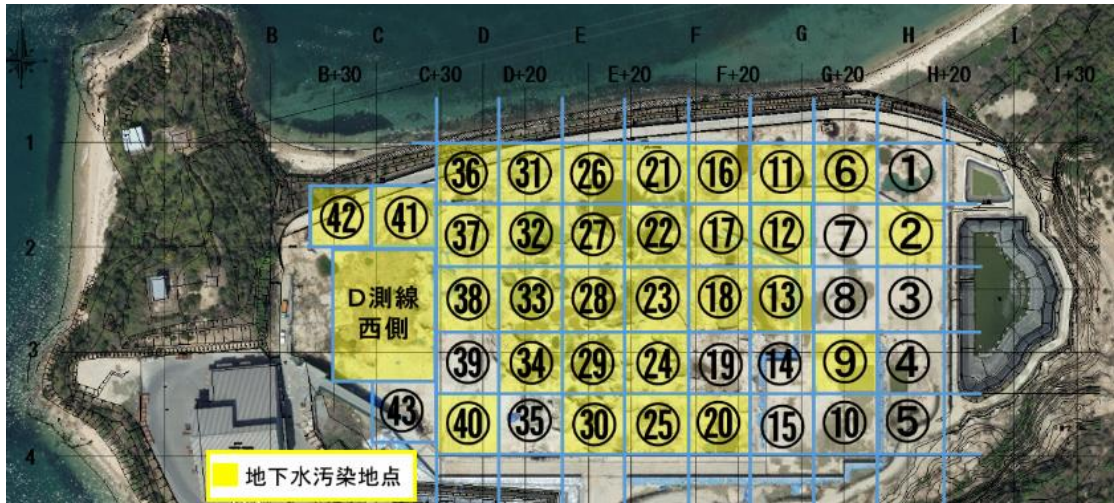 A B C D E F G H I
B+30 C+30 D+20 E+20 F+20 G+20 H+20 I+30
1
㊱ ㉛ ㉖ ㉑ ⑯ ⑪ ⑥ ①
㊷ ㊶
㊲ ㉜ ㉗ ㉒ ⑰ ⑫ ⑦ ②
2
D測線
西側
㊳ ㉝ ㉘ ㉓ ⑱ ⑬ ⑧ ③
3
㊴ ㉞ ㉙ ㉔ ⑲ ⑭ ⑨ ④
㊸
㊵ ㉟ ㉚ ㉕ ⑳ ⑮ ⑩ ⑤
4
地下水汚染地点